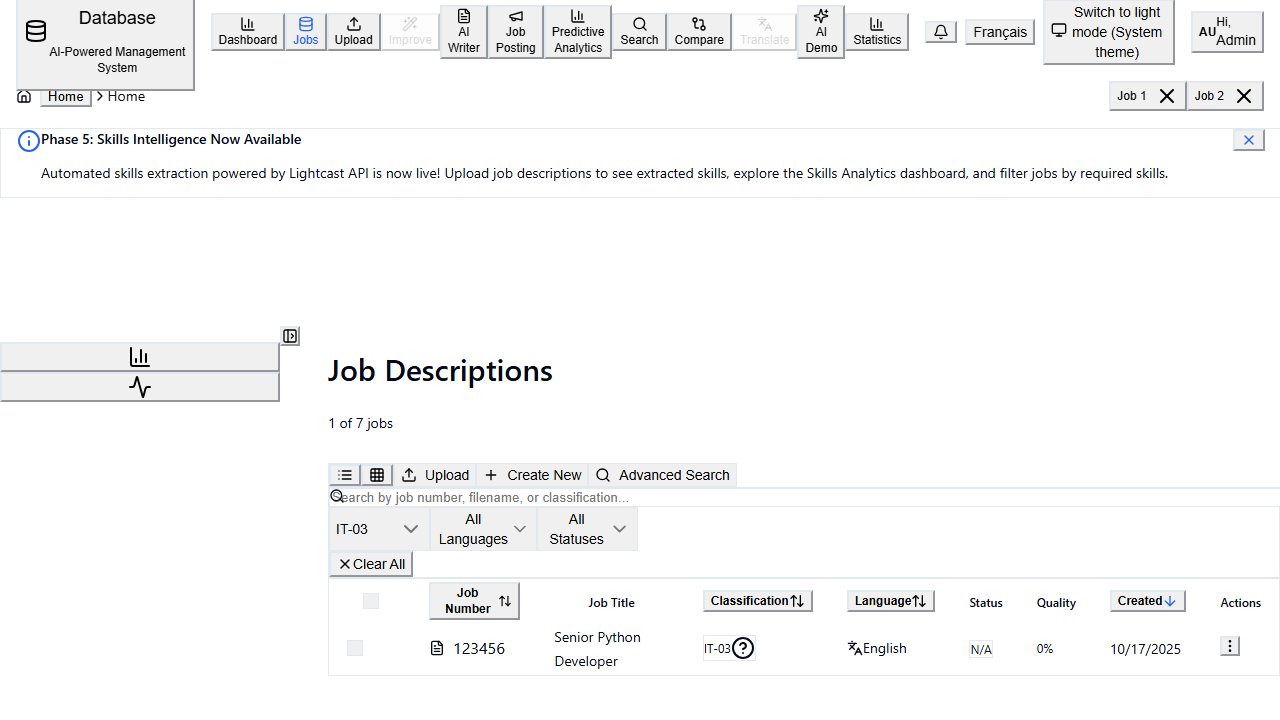 Database
AI-Powered Management
System
Dashboard
Jobs
Upload
Improve
AI
Writer
Job
Posting
Predictive
Analytics
Search
Compare
Translate
AI
Demo
Statistics
Français
Switch to light
mode (System
theme)
AU
Hi,
Admin
Home
Home
Job 1
Job 2
Phase 5: Skills Intelligence Now Available
Automated skills extraction powered by Lightcast API is now live! Upload job descriptions to see extracted skills, explore the Skills Analytics dashboard, and filter jobs by required skills.
Job Descriptions
1 of 7 jobs
Upload
Create New
Advanced Search
Search by job number, filename, or classification...
IT-03
All
Languages
All
Statuses
Clear All
Job
Number
Job Title
Classification
Language
Status
Quality
Created
Actions
123456
Senior Python
Developer
IT-03
English
N/A
0%
10/17/2025